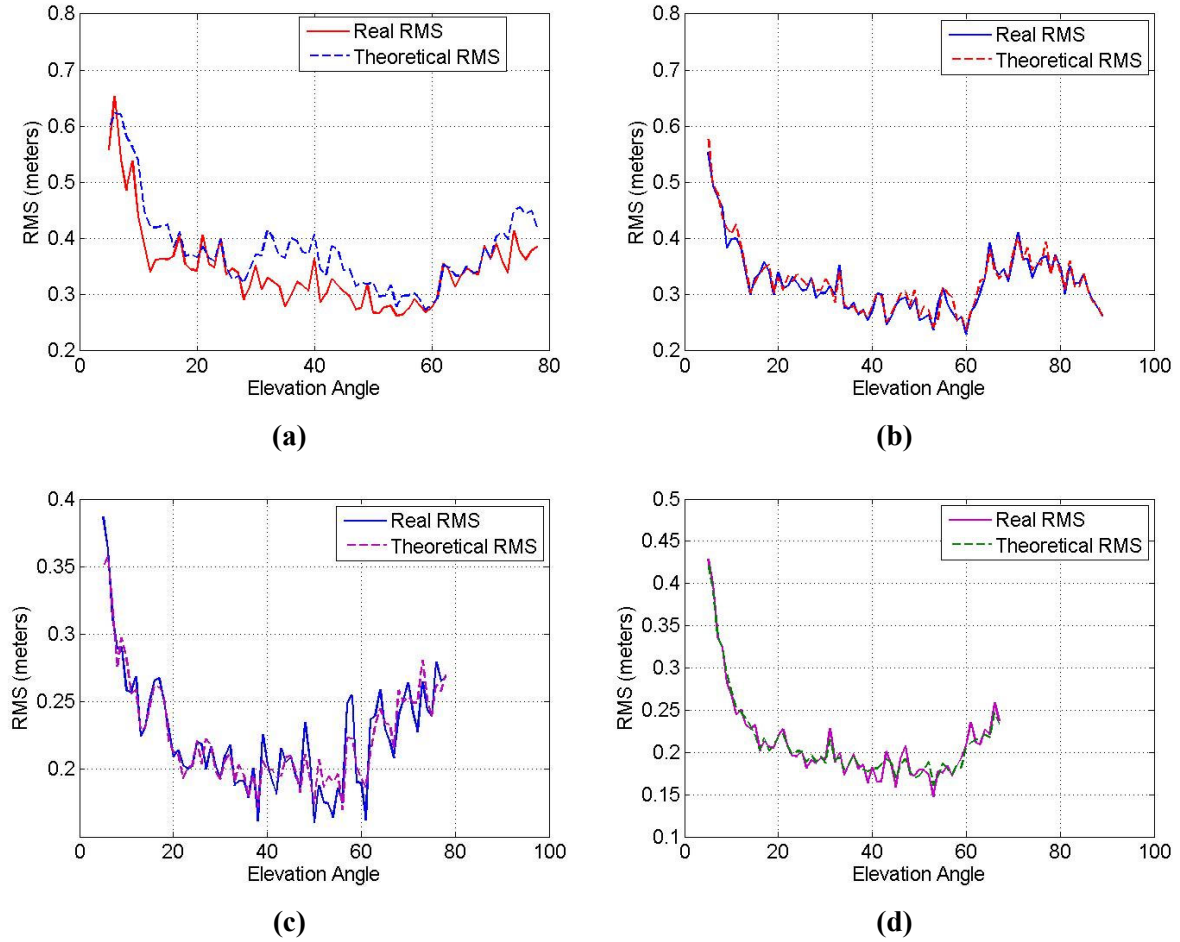 Real RMS
Theoretical RMS
0.8
0.7
0.6
0.5
0.4
0.3
0.2
RMS (meters)
0 20 40 60 80
Elevation Angle
(a)
Real RMS
Theoretical RMS
0.8
0.7
0.6
0.5
0.4
0.3
0.2
RMS (meters)
0 20 40 60 80 100
Elevation Angle
(b)
Real RMS
Theoretical RMS
0.4
0.35
0.3
0.25
0.2
RMS (meters)
0 20 40 60 80 100
Elevation Angle
(c)
Real RMS
Theoretical RMS
0.5
0.45
0.4
0.35
0.3
0.25
0.2
0.15
0.1
RMS (meters)
0 20 40 60 80 100
Elevation Angle
(d)